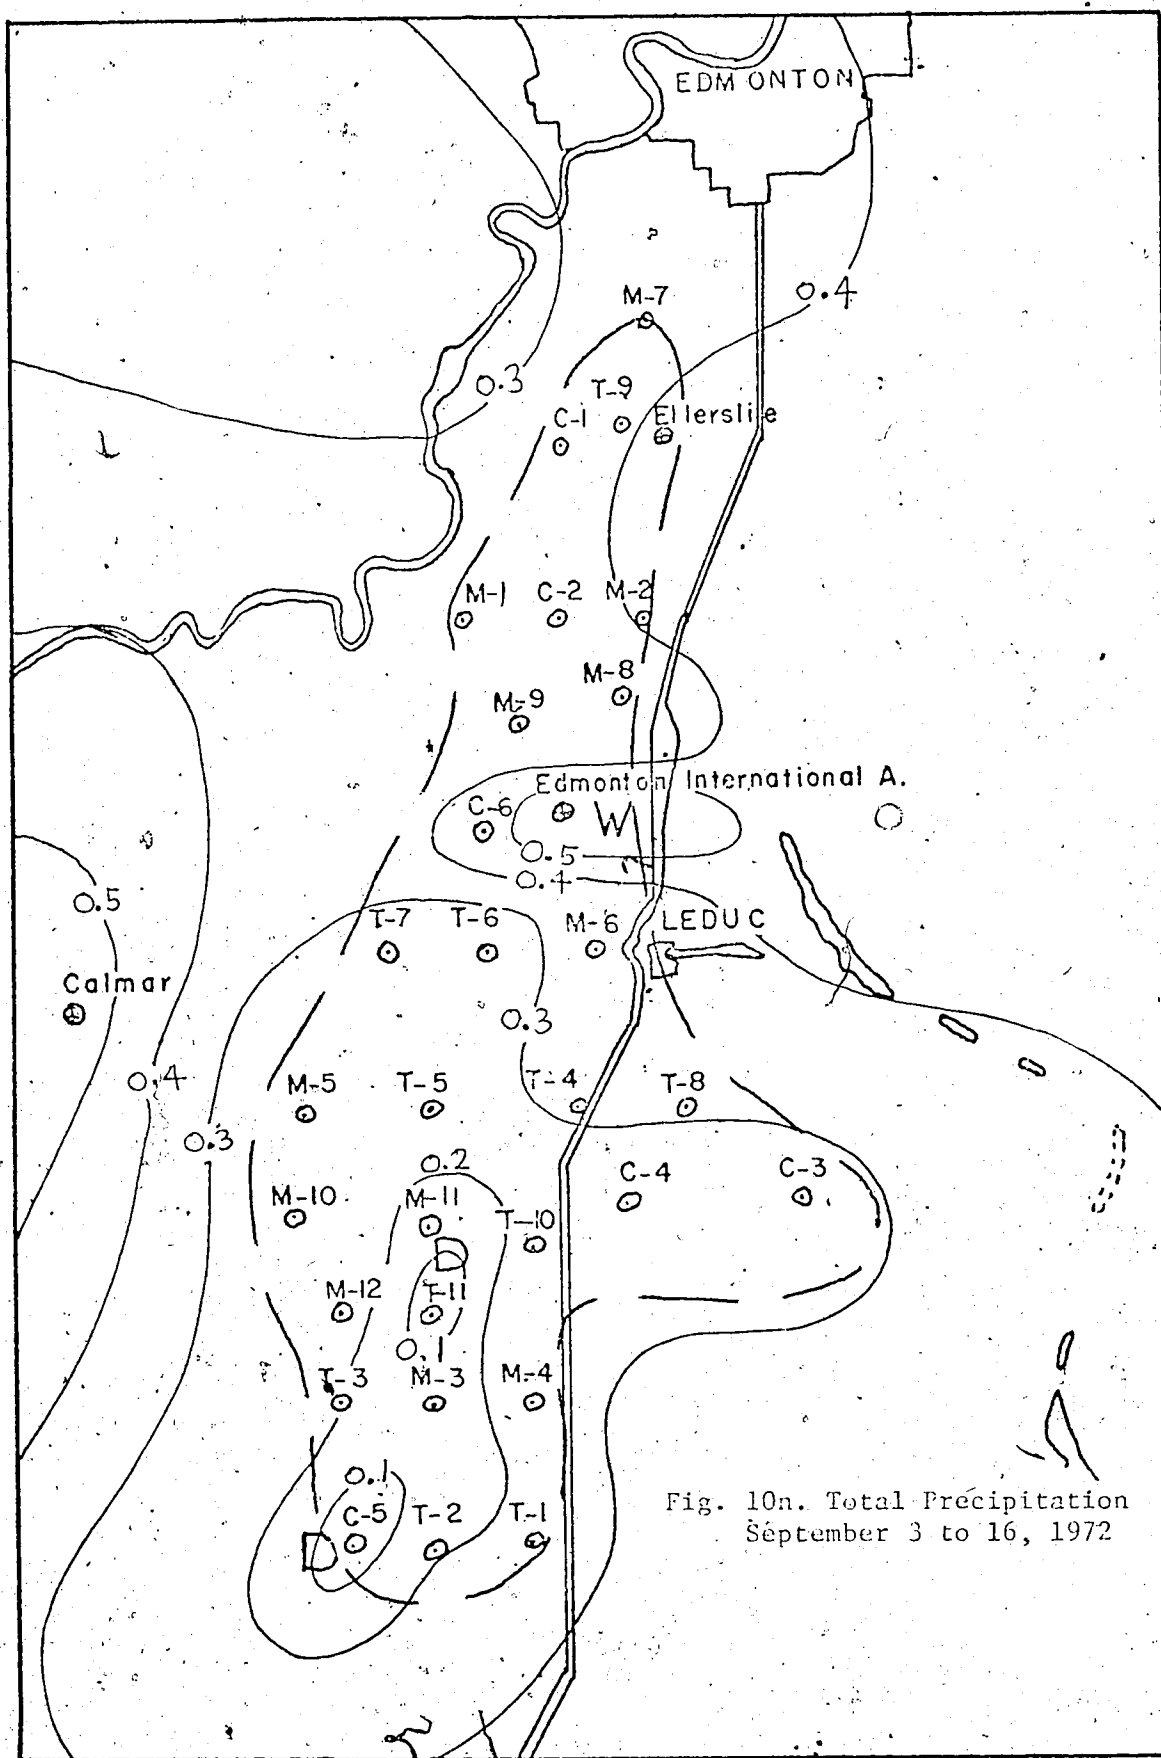 EDMONTON
0.4
M-7
0.3
T-9
C-1 Ellerslie
M-1 C-2 M-2
M-8
M-9
Edmonton International A.
C-6
W
0.5
0.4
0.5
T-7 T-6 M-6 LEDUC
Calmar
0.3
0.4
M-5 T-5 T-4 T-8
0.3
0.2
C-4 C-3
M-10 M-11
T-10
D
M-12 T-11
0.1
T-3 M-3 M-4
0.1
C-5 T-2 T-1
D
Fig. 10n. Total Precipitation
September 3 to 16, 1972